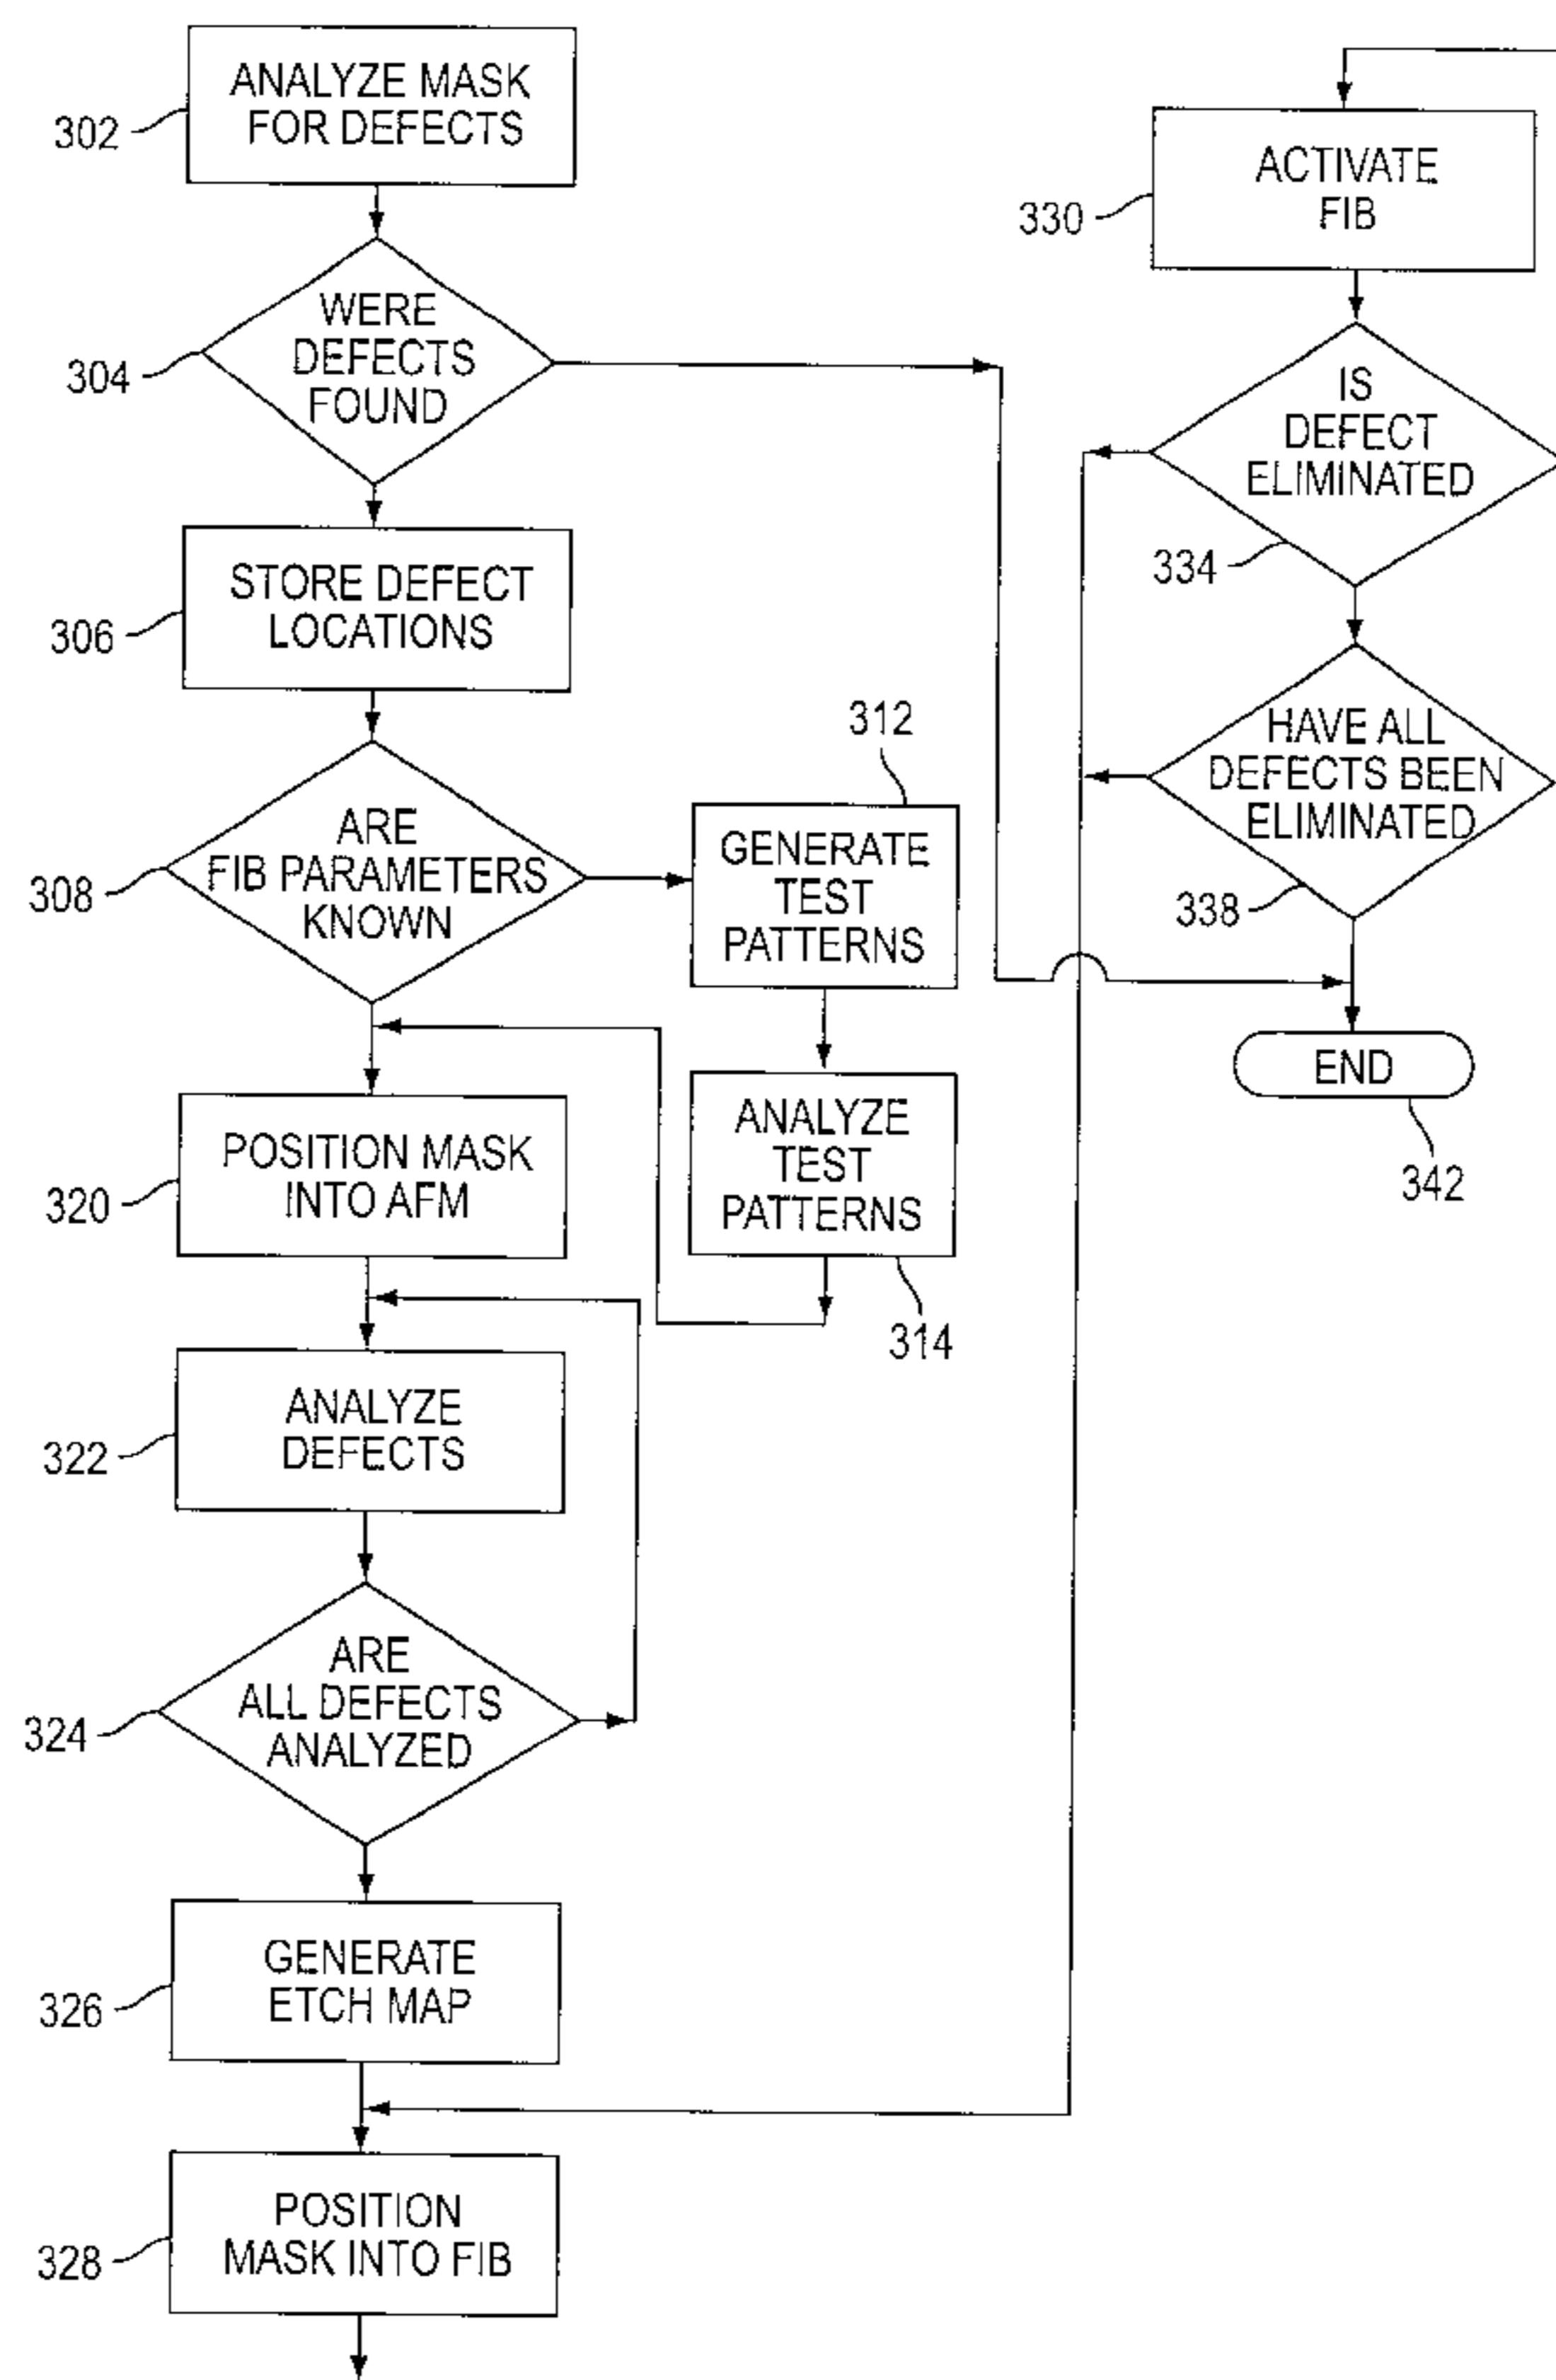 302
ANALYZE MASK
FOR DEFECTS
304
WERE
DEFECTS
FOUND
306
STORE DEFECT
LOCATIONS
308
ARE
FIB PARAMETERS
KNOWN
312
GENERATE
TEST
PATTERNS
314
ANALYZE
TEST
PATTERNS
320
POSITION MASK
INTO AFM
322
ANALYZE
DEFECTS
324
ARE
ALL DEFECTS
ANALYZED
326
GENERATE
ETCH MAP
328
POSITION
MASK INTO FIB
330
ACTIVATE
FIB
334
IS
DEFECT
ELIMINATED
338
HAVE ALL
DEFECTS BEEN
ELIMINATED
END
342